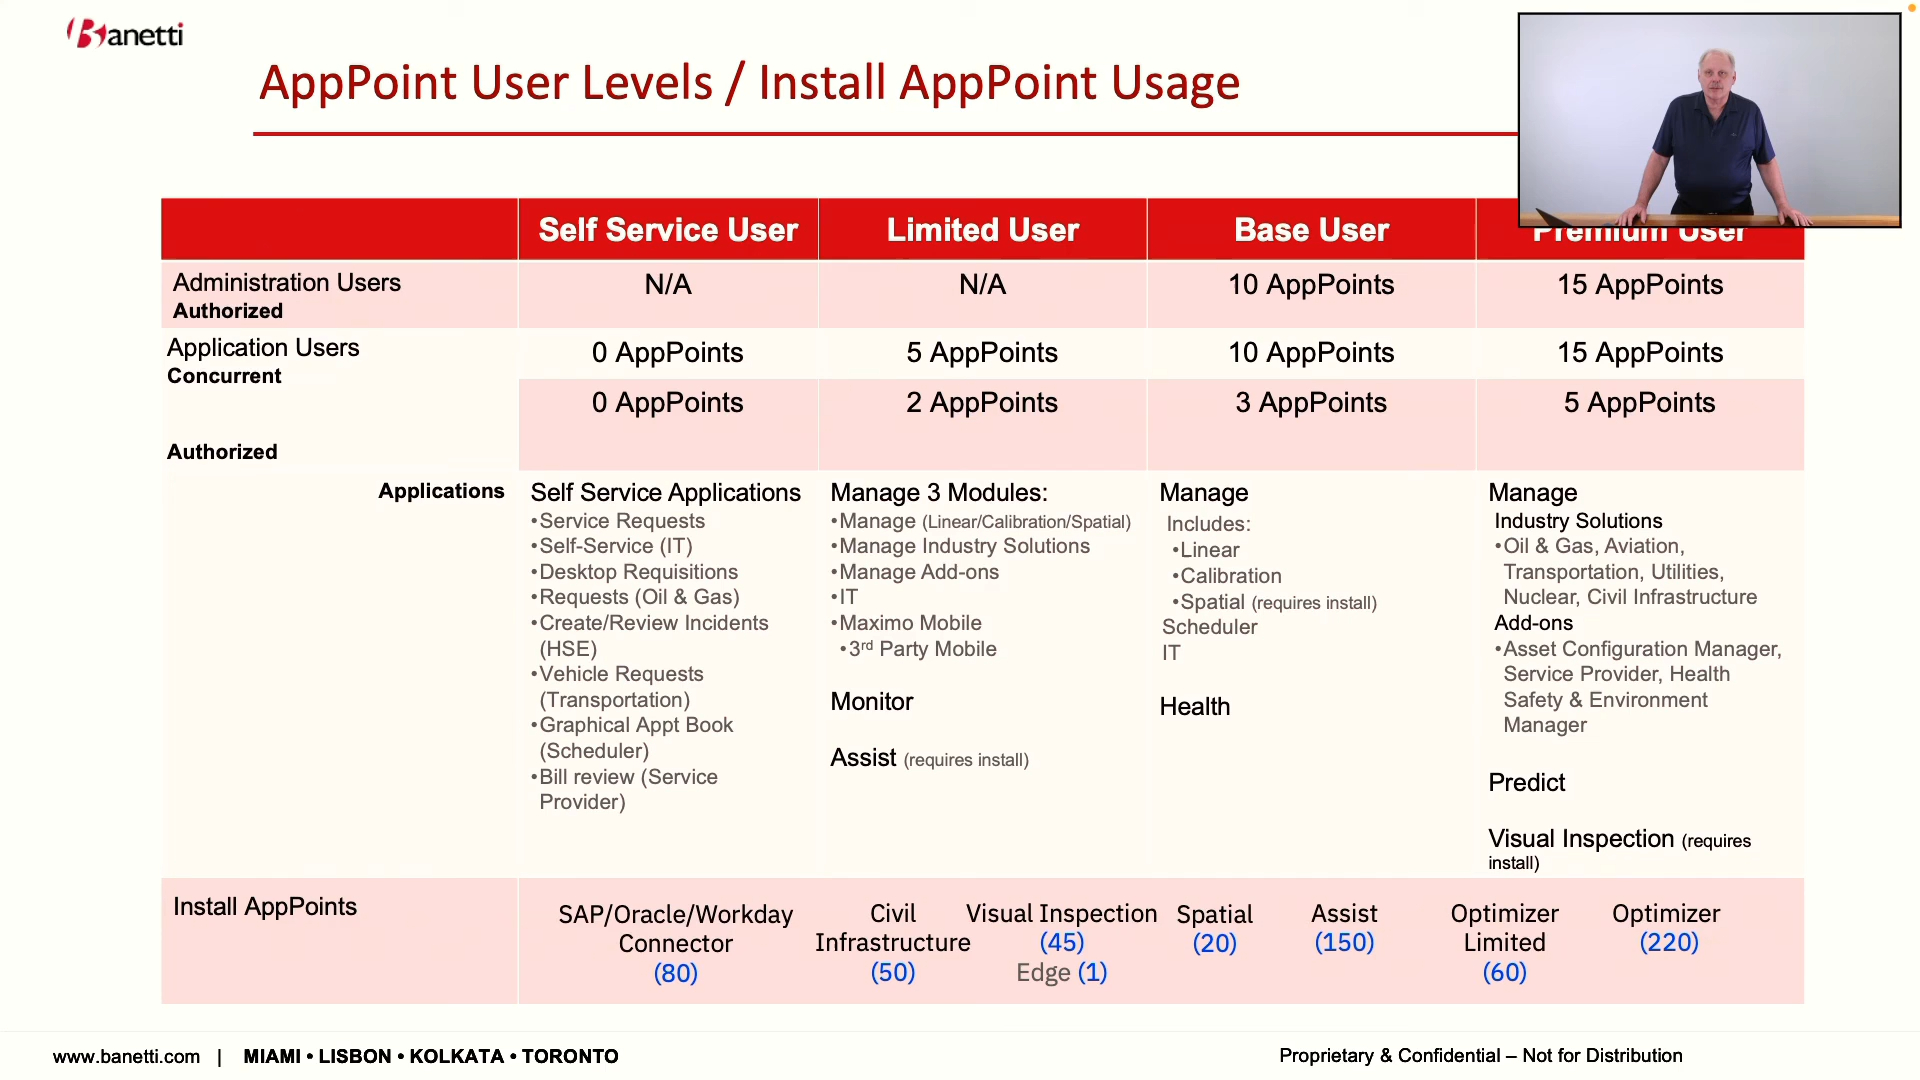 Banetti
AppPoint User Levels / Install AppPoint Usage
Self Service User
Limited User
Base User
Premium User
Administration Users
Authorized
N/A
N/A
10 AppPoints
15 AppPoints
Application Users
Concurrent
0 AppPoints
5 AppPoints
10 AppPoints
15 AppPoints
Authorized
0 AppPoints
2 AppPoints
3 AppPoints
5 AppPoints
Applications
Self Service Applications
•Service Requests
•Self-Service (IT)
•Desktop Requisitions
•Requests (Oil & Gas)
•Create/Review Incidents
(HSE)
•Vehicle Requests
(Transportation)
•Graphical Appt Book
(Scheduler)
•Bill review (Service
Provider)
Manage 3 Modules:
•Manage (Linear/Calibration/Spatial)
•Manage Industry Solutions
•Manage Add-ons
•IT
•Maximo Mobile
•3rd Party Mobile
Monitor
Assist (requires install)
Manage
Includes:
•Linear
•Calibration
•Spatial (requires install)
Scheduler
IT
Health
Manage
Industry Solutions
•Oil & Gas, Aviation,
Transportation, Utilities,
Nuclear, Civil Infrastructure
Add-ons
•Asset Configuration Manager,
Service Provider, Health
Safety & Environment
Manager
Predict
Visual Inspection (requires
install)
Install AppPoints
SAP/Oracle/Workday
Connector
(80)
Civil
Infrastructure
(50)
Visual Inspection
(45)
Edge (1)
Spatial
(20)
Assist
(150)
Optimizer
Limited
(60)
Optimizer
(220)
www.banetti.com | MIAMI • LISBON • KOLKATA • TORONTO
Proprietary & Confidential – Not for Distribution